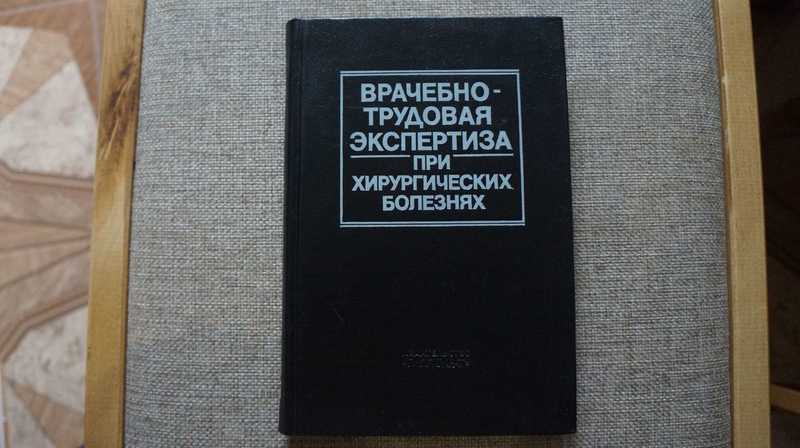 ВРАЧЕБНО-
ТРУДОВАЯ
ЭКСПЕРТИЗА
ПРИ
ХИРУРГИЧЕСКИХ
БОЛЕЗНЯХ